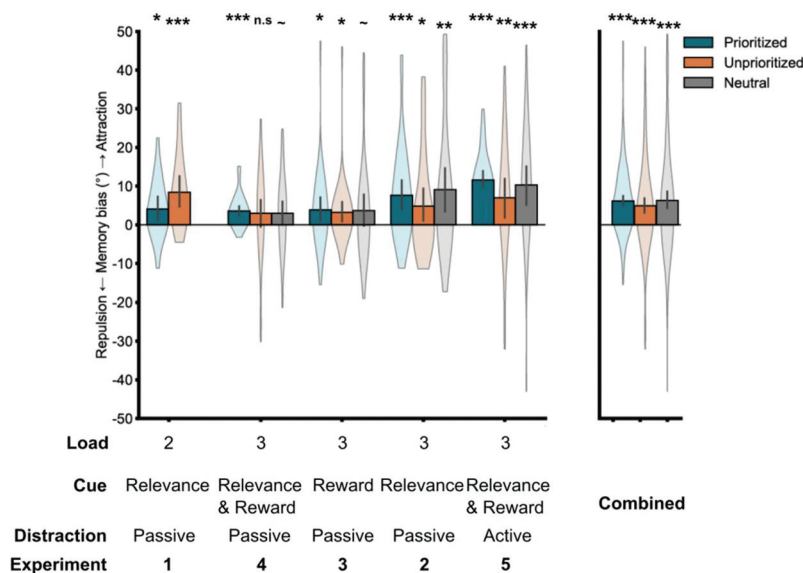 * *** *** n.s ~ * * ~ *** * ** *** ** *** *** *** ***
50
40
30
20
10
0
-10
-20
-30
-40
-50
Repulsion ← Memory bias (°) → Attraction
Prioritized
Unprioritized
Neutral
Load 2 3 3 3 3
Cue Relevance Relevance Reward Relevance Relevance
& Reward & Reward
Combined
Distraction Passive Passive Passive Passive Active
Experiment 1 4 3 2 5